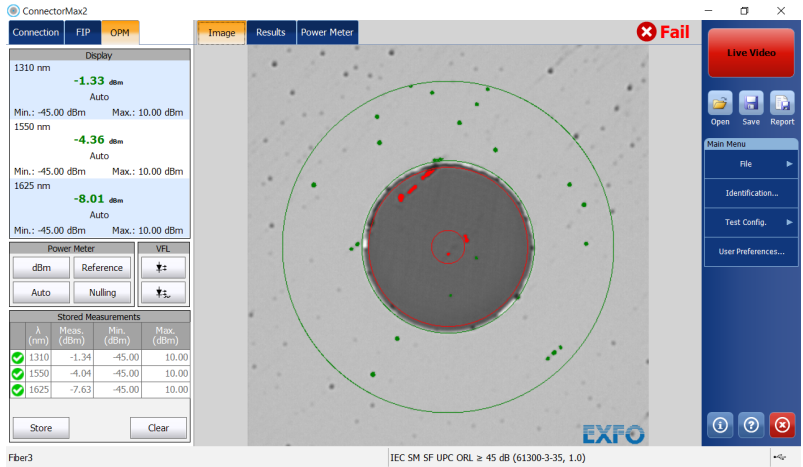 ConnectorMax2
Connection FIP OPM
Image Results Power Meter
Fail
Display
1310 nm
-1.33 dBm
Auto
Min.: -45.00 dBm Max.: 10.00 dBm
1550 nm
-4.36 dBm
Auto
Min.: -45.00 dBm Max.: 10.00 dBm
1625 nm
-8.01 dBm
Auto
Min.: -45.00 dBm Max.: 10.00 dBm
Power Meter
VFL
dBm Reference
Auto Nulling
Stored Measurements
λ (nm) Meas. (dBm) Min. (dBm) Max. (dBm)
1310 -1.34 -45.00 10.00
1550 -4.04 -45.00 10.00
1625 -7.63 -45.00 10.00
Store Clear
EXFO
Live Video
Open Save Report
Main Menu
File
Identification...
Test Config.
User Preferences...
Fiber3
IEC SM SF UPC ORL ≥ 45 dB (61300-3-35, 1.0)